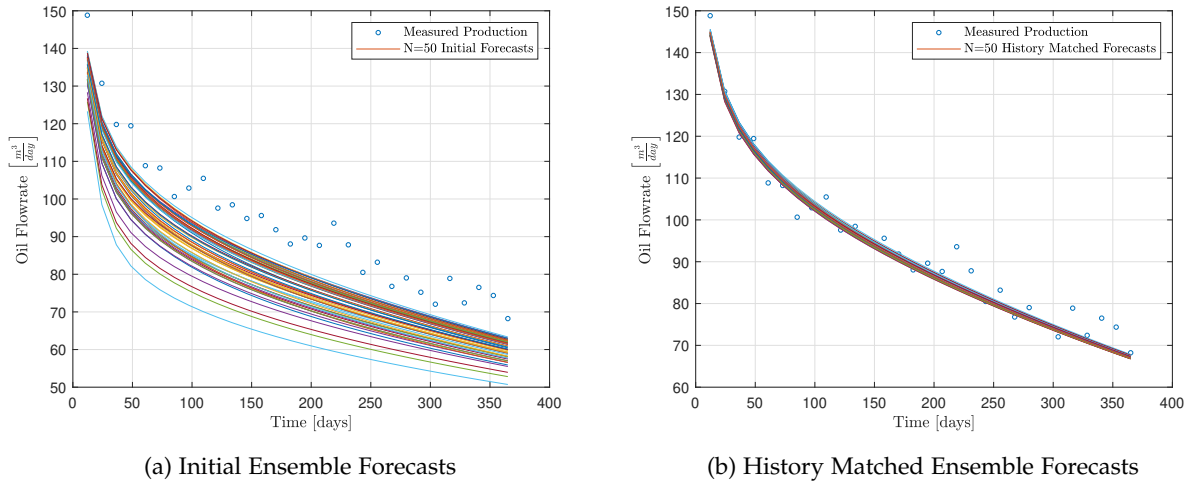 150
140
130
120
110
100
90
80
70
60
50
Oil Flowrate [m³/day]
0 50 100 150 200 250 300 350 400
Time [days]
Measured Production
N=50 Initial Forecasts
(a) Initial Ensemble Forecasts
150
140
130
120
110
100
90
80
70
60
Oil Flowrate [m³/day]
0 50 100 150 200 250 300 350 400
Time [days]
Measured Production
N=50 History Matched Forecasts
(b) History Matched Ensemble Forecasts